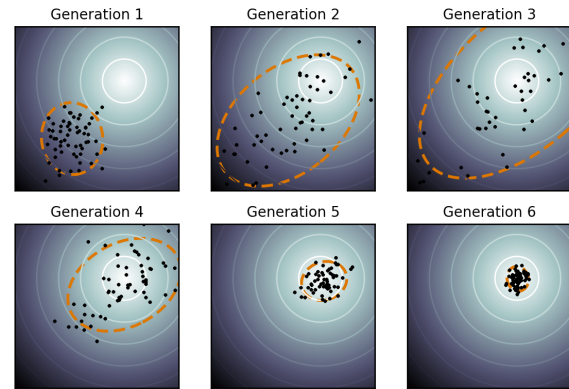 Generation 1
Generation 2
Generation 3
Generation 4
Generation 5
Generation 6